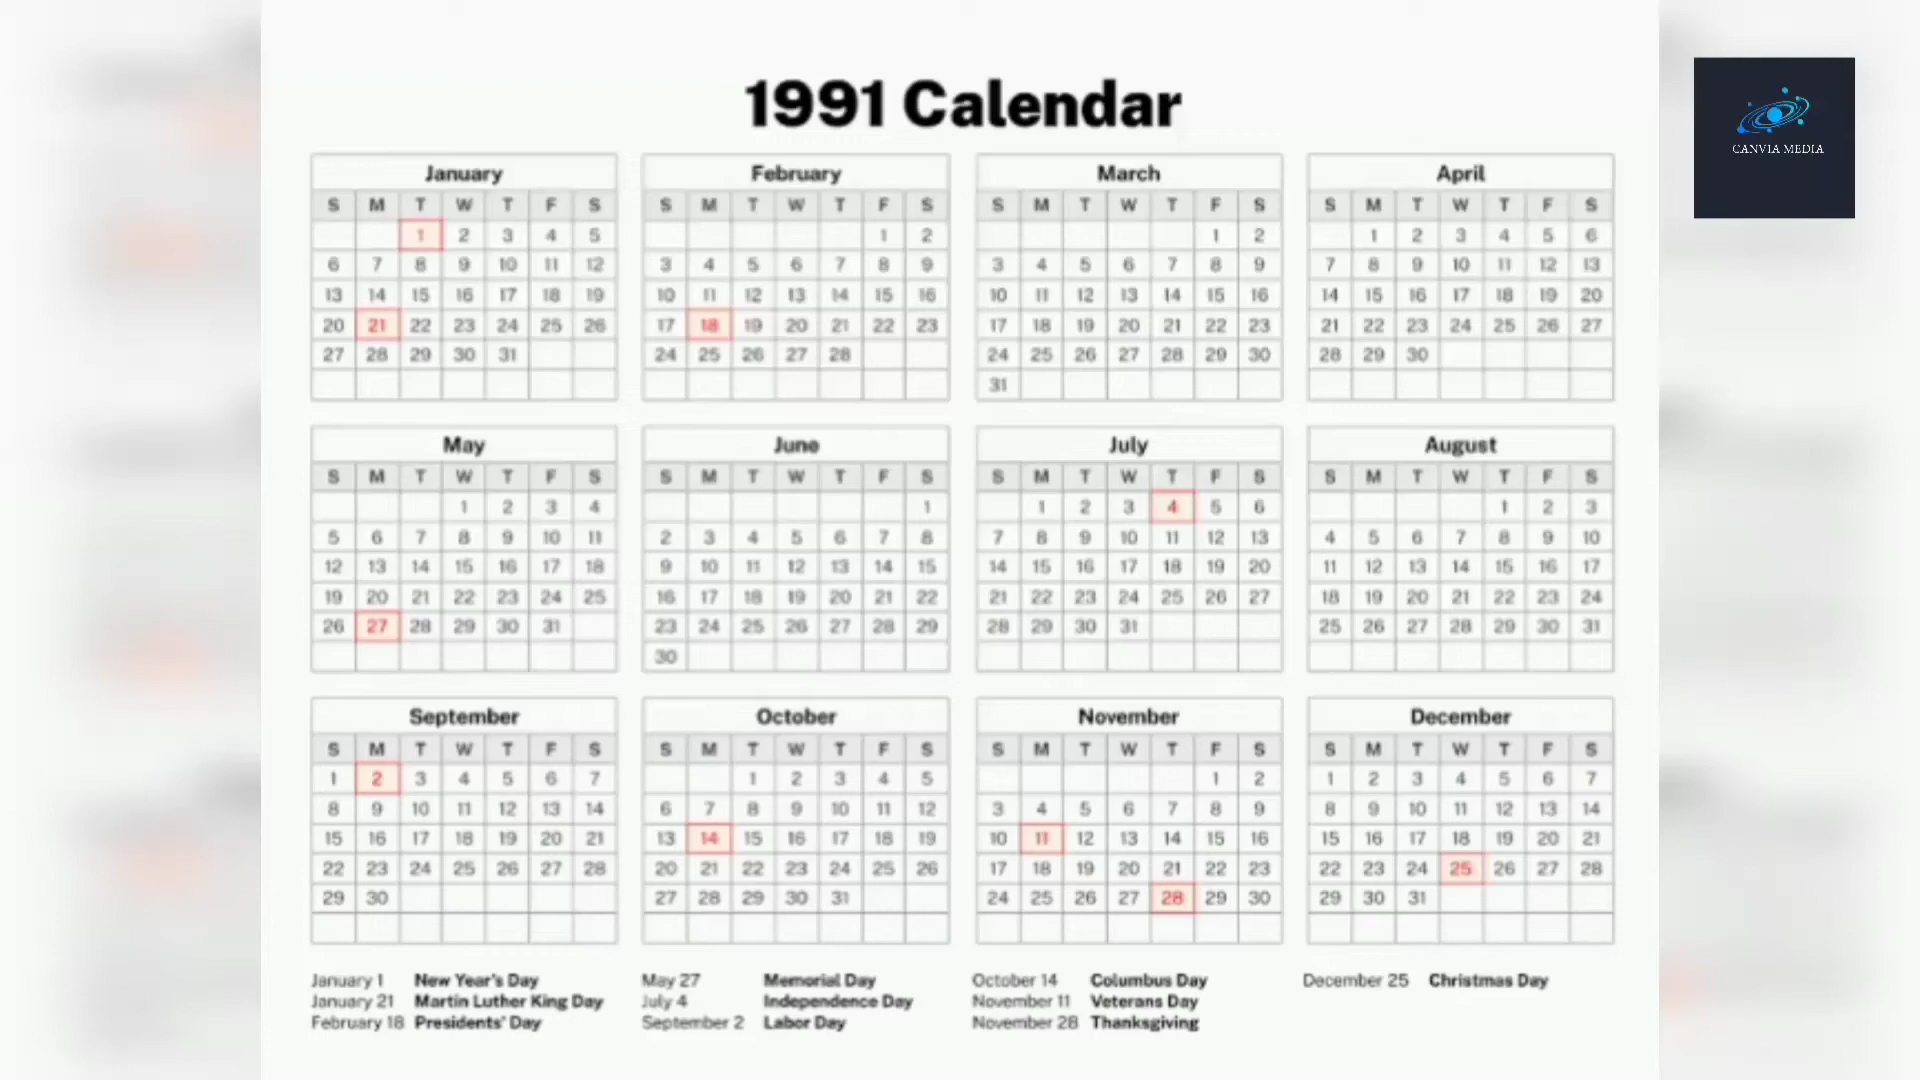 1991 Calendar
CANVIA MEDIA
January
S M T W T F S
1 2 3 4 5
6 7 8 9 10 11 12
13 14 15 16 17 18 19
20 21 22 23 24 25 26
27 28 29 30 31
February
S M T W T F S
1 2
3 4 5 6 7 8 9
10 11 12 13 14 15 16
17 18 19 20 21 22 23
24 25 26 27 28
March
S M T W T F S
1 2
3 4 5 6 7 8 9
10 11 12 13 14 15 16
17 18 19 20 21 22 23
24 25 26 27 28 29 30
31
April
S M T W T F S
1 2 3 4 5 6
7 8 9 10 11 12 13
14 15 16 17 18 19 20
21 22 23 24 25 26 27
28 29 30
May
S M T W T F S
1 2 3 4
5 6 7 8 9 10 11
12 13 14 15 16 17 18
19 20 21 22 23 24 25
26 27 28 29 30 31
June
S M T W T F S
1
2 3 4 5 6 7 8
9 10 11 12 13 14 15
16 17 18 19 20 21 22
23 24 25 26 27 28 29
30
July
S M T W T F S
1 2 3 4 5 6
7 8 9 10 11 12 13
14 15 16 17 18 19 20
21 22 23 24 25 26 27
28 29 30 31
August
S M T W T F S
1 2 3
4 5 6 7 8 9 10
11 12 13 14 15 16 17
18 19 20 21 22 23 24
25 26 27 28 29 30 31
September
S M T W T F S
1 2 3 4 5 6 7
8 9 10 11 12 13 14
15 16 17 18 19 20 21
22 23 24 25 26 27 28
29 30
October
S M T W T F S
1 2 3 4 5
6 7 8 9 10 11 12
13 14 15 16 17 18 19
20 21 22 23 24 25 26
27 28 29 30 31
November
S M T W T F S
1 2
3 4 5 6 7 8 9
10 11 12 13 14 15 16
17 18 19 20 21 22 23
24 25 26 27 28 29 30
December
S M T W T F S
1 2 3 4 5 6 7
8 9 10 11 12 13 14
15 16 17 18 19 20 21
22 23 24 25 26 27 28
29 30 31
January 1 New Year's Day
January 21 Martin Luther King Day
February 18 Presidents' Day
May 27 Memorial Day
July 4 Independence Day
September 2 Labor Day
October 14 Columbus Day
November 11 Veterans Day
November 28 Thanksgiving
December 25 Christmas Day